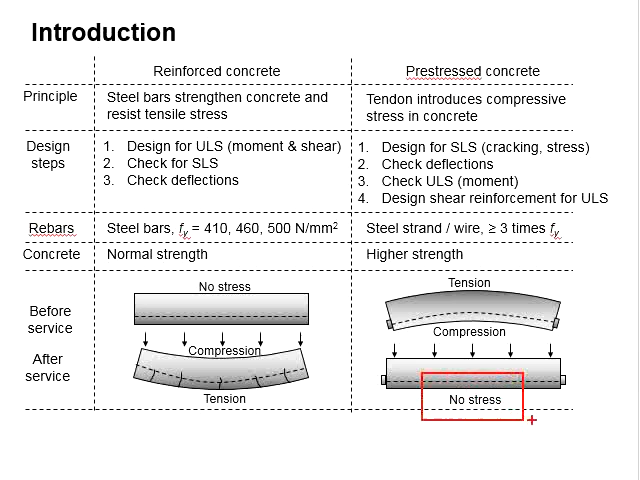 Introduction
Reinforced concrete
Prestressed concrete
Principle
Steel bars strengthen concrete and
resist tensile stress
Tendon introduces compressive
stress in concrete
Design
steps
1. Design for ULS (moment & shear)
2. Check for SLS
3. Check deflections
1. Design for SLS (cracking, stress)
2. Check deflections
3. Check ULS (moment)
4. Design shear reinforcement for ULS
Rebars
Steel bars, fy = 410, 460, 500 N/mm²
Steel strand / wire, ≥ 3 times fy
Concrete
Normal strength
Higher strength
Before
service
No stress
Tension
Compression
After
service
Compression
Tension
No stress